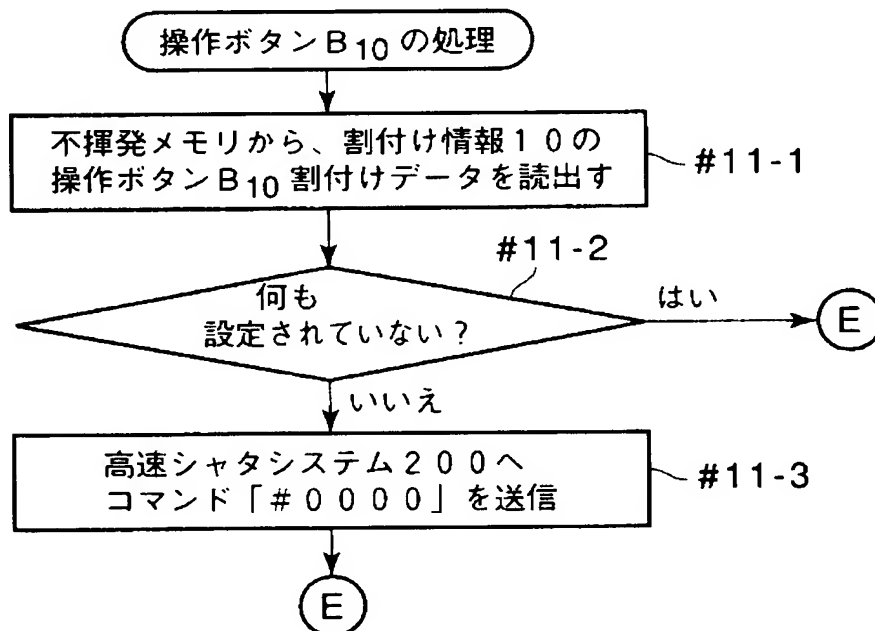 操作ボタンB10の処理
不揮発メモリから、割付け情報10の
操作ボタンB10割付けデータを読出す
#11-1
#11-2
何も
設定されていない?
はい
E
いいえ
高速シャタシステム200へ
コマンド「#0000」を送信
#11-3
E